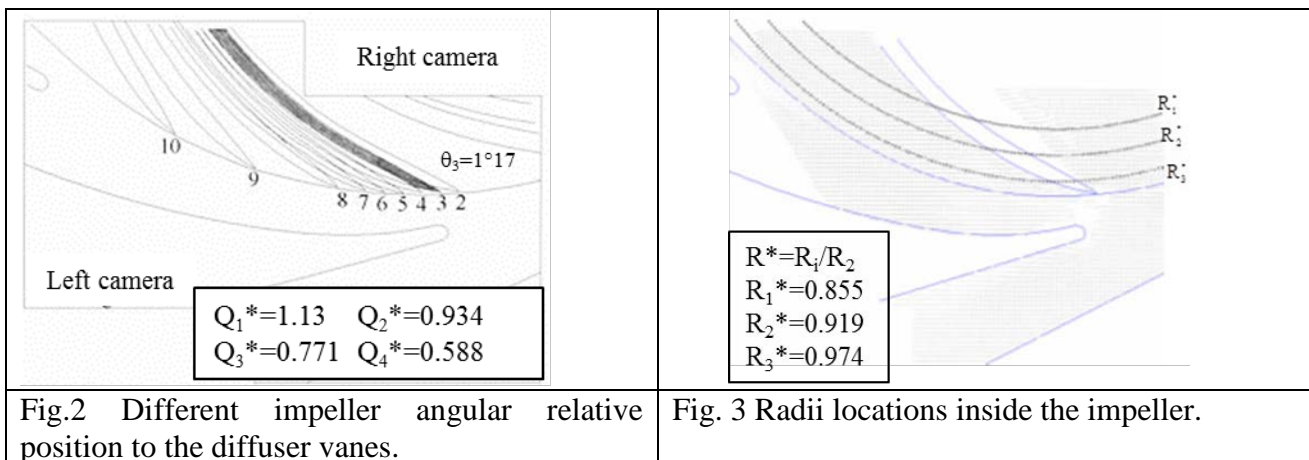 Right camera
θ₃=1°17
10
9
8 7 6 5 4 3 2
Left camera
Q₁*=1.13 Q₂*=0.934
Q₃*=0.771 Q₄*=0.588
Fig.2 Different impeller angular relative
position to the diffuser vanes.
R₁*
R₂*
R₃*
R*=Rᵢ/R₂
R₁*=0.855
R₂*=0.919
R₃*=0.974
Fig. 3 Radii locations inside the impeller.